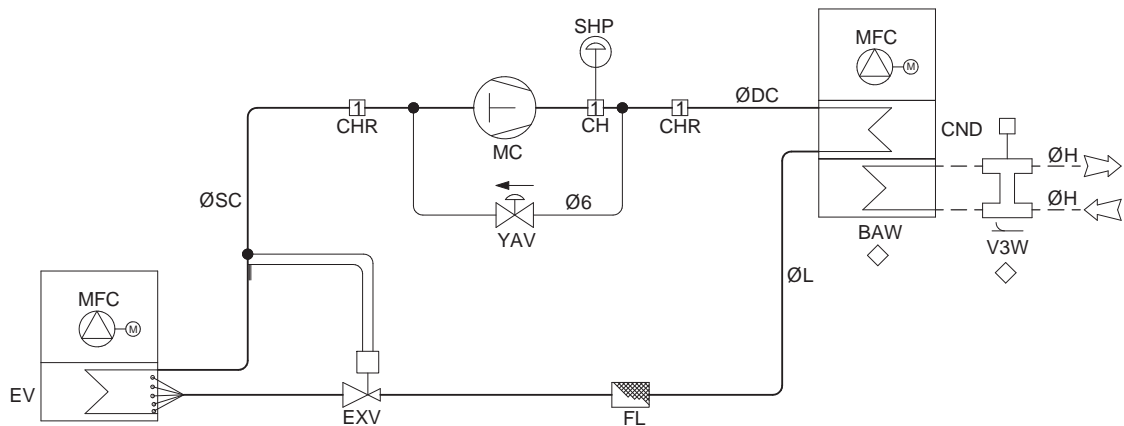 SHP
MFC
M
1
1
1
ØDC
CHR
CH
CHR
CND
MC
ØH
ØSC
Ø6
ØH
YAV
BAW
V3W
ØL
MFC
M
EV
EXV
FL